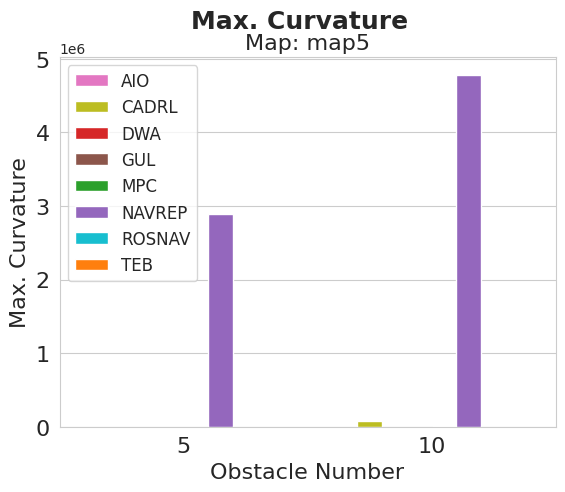 Max. Curvature
Map: map5
1e6
5
4
3
2
1
0
Max. Curvature
AIO
CADRL
DWA
GUL
MPC
NAVREP
ROSNAV
TEB
5
10
Obstacle Number